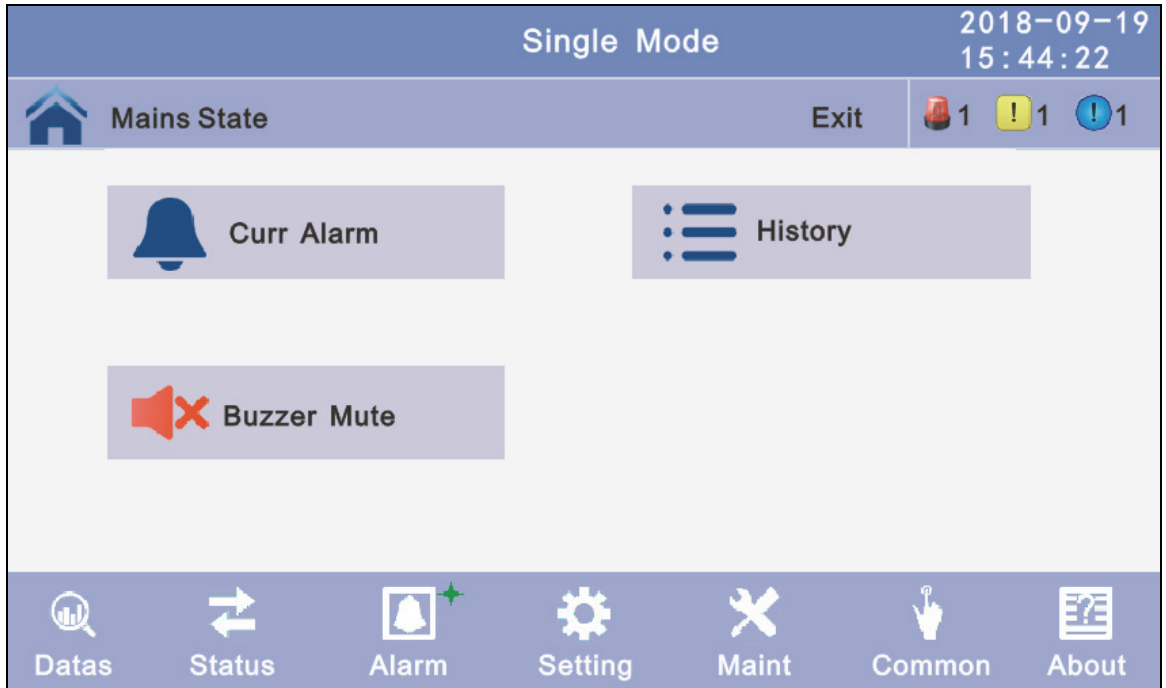 Single Mode
2018-09-19
15:44:22
Mains State
Exit
1
! 1
! 1
Curr Alarm
History
Buzzer Mute
Datas
Status
Alarm
Setting
Maint
Common
?
About